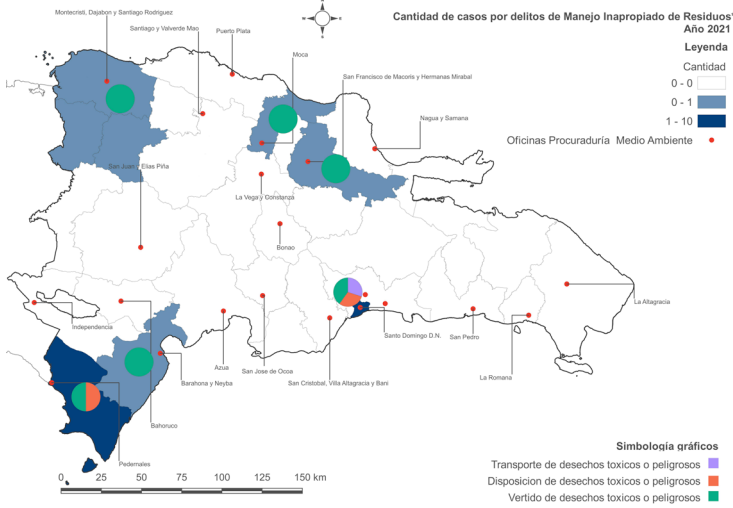 Cantidad de casos por delitos de Manejo Inapropiado de Residuos*
Año 2021
Leyenda
Cantidad
0 - 0
0 - 1
1 - 10
Oficinas Procuraduría Medio Ambiente
Montecristi, Dajabon y Santiago Rodriguez
Santiago y Valverde Mao
Puerto Plata
Moca
San Francisco de Macoris y Hermanas Mirabal
Nagua y Samana
San Juan y Elias Piña
La Vega y Constanza
Bonao
La Altagracia
Independencia
Santo Domingo D.N.
San Pedro
Azua
San Jose de Ocoa
La Romana
Barahona y Neyba
San Cristobal, Villa Altagracia y Bani
Bahoruco
Pedernales
0 25 50 75 100 125 150 km
Simbología gráficos
Transporte de desechos toxicos o peligrosos
Disposicion de desechos toxicos o peligrosos
Vertido de desechos toxicos o peligrosos